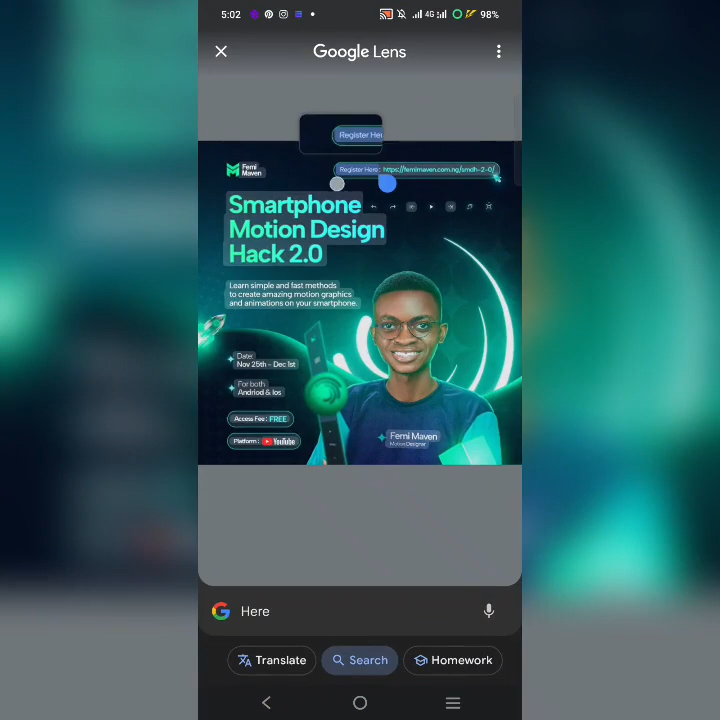 5:02
4G
98%
Google Lens
Register Her
Femi
Maven
Register Here : https://femimaven.com.ng/smdh-2-0/
Smartphone
Motion Design
Hack 2.0
Learn simple and fast methods
to create amazing motion graphics
and animations on your smartphone.
Date:
Nov 25th - Dec 1st
For both
Andriod & Ios
Access Fee : FREE
Platform : YouTube
Femi Maven
Motion Designer
Here
Translate
Search
Homework